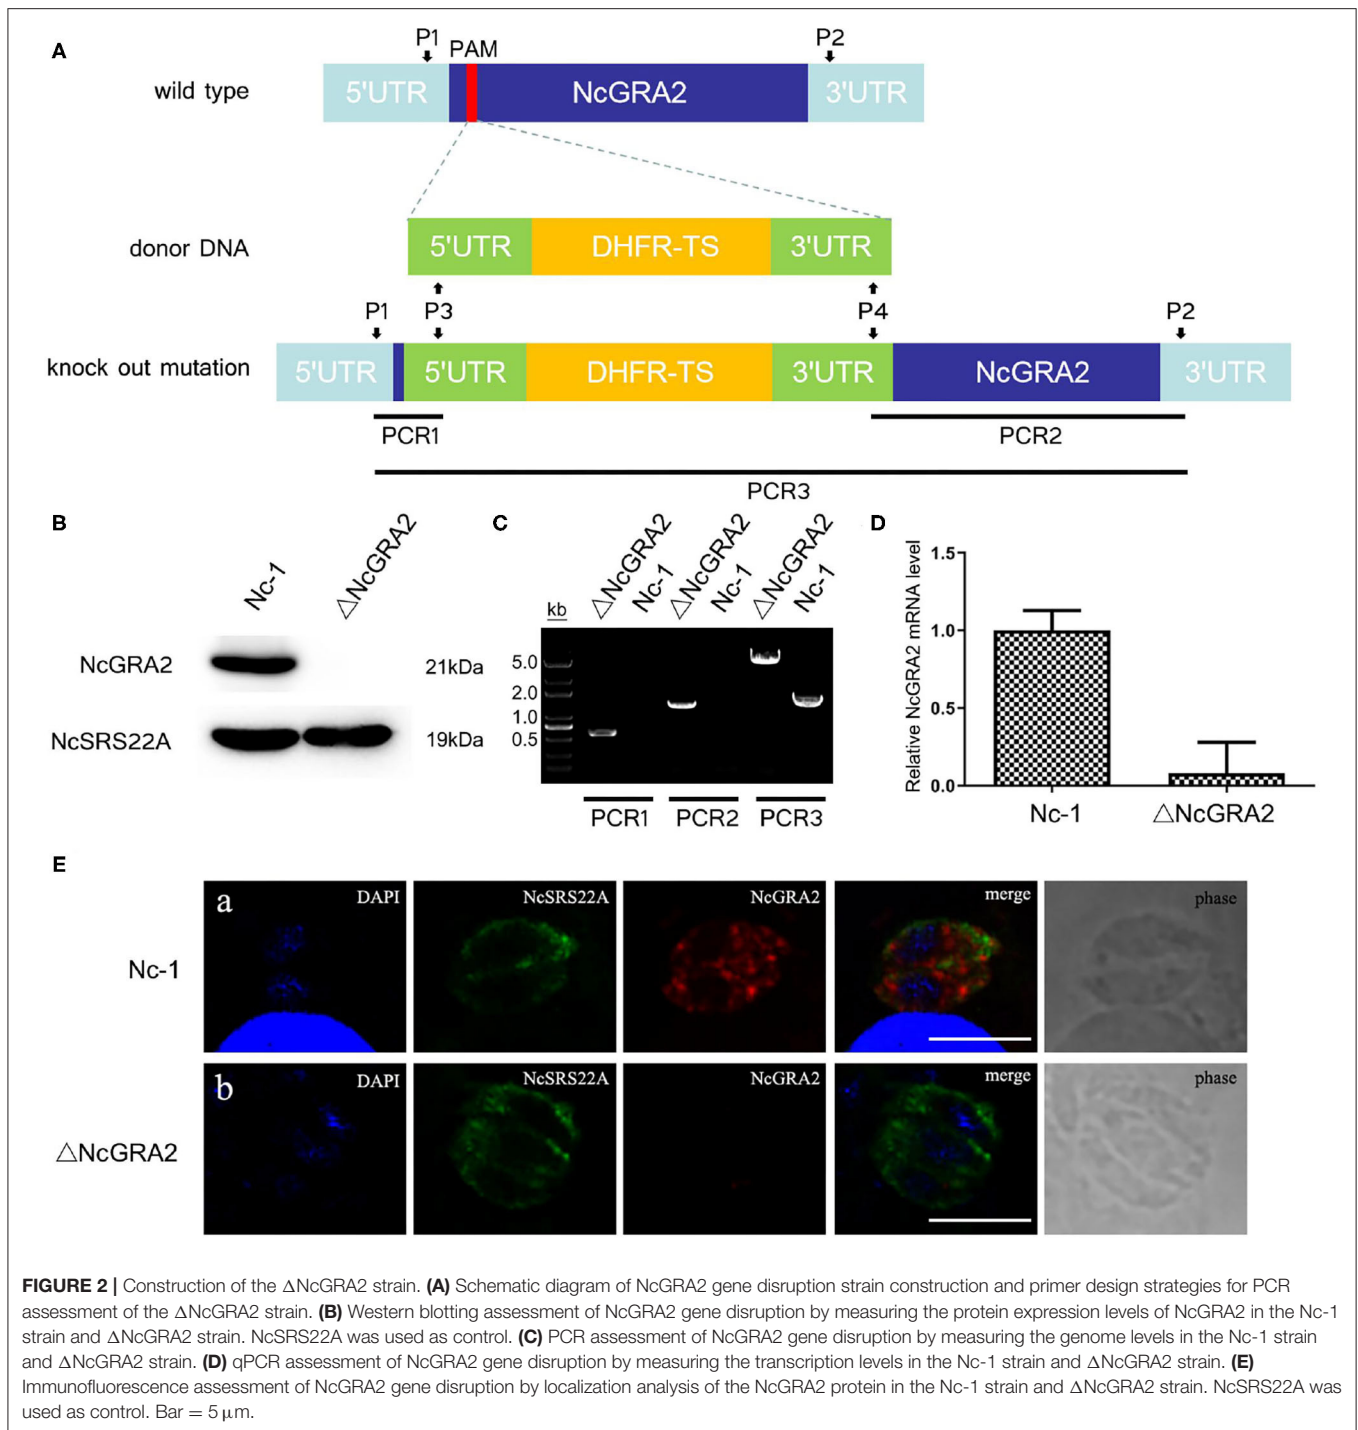 A
P1
PAM
P2
wild type
5'UTR
NcGRA2
3'UTR
donor DNA
5'UTR
DHFR-TS
3'UTR
P1
P3
P4
P2
knock out mutation
5'UTR
5'UTR
DHFR-TS
3'UTR
NcGRA2
3'UTR
PCR1
PCR2
PCR3
B
Nc-1
△NcGRA2
NcGRA2
21kDa
NcSRS22A
19kDa
C
△NcGRA2
Nc-1
△NcGRA2
Nc-1
△NcGRA2
Nc-1
kb
5.0
2.0
1.0
0.5
PCR1
PCR2
PCR3
D
Relative NcGRA2 mRNA level
1.5
1.0
0.5
0.0
Nc-1
△NcGRA2
E
Nc-1
a
DAPI
NcSRS22A
NcGRA2
merge
phase
△NcGRA2
b
DAPI
NcSRS22A
NcGRA2
merge
phase
FIGURE 2 | Construction of the ΔNcGRA2 strain. (A) Schematic diagram of NcGRA2 gene disruption strain construction and primer design strategies for PCR
assessment of the ΔNcGRA2 strain. (B) Western blotting assessment of NcGRA2 gene disruption by measuring the protein expression levels of NcGRA2 in the Nc-1
strain and ΔNcGRA2 strain. NcSRS22A was used as control. (C) PCR assessment of NcGRA2 gene disruption by measuring the genome levels in the Nc-1 strain
and ΔNcGRA2 strain. (D) qPCR assessment of NcGRA2 gene disruption by measuring the transcription levels in the Nc-1 strain and ΔNcGRA2 strain. (E)
Immunofluorescence assessment of NcGRA2 gene disruption by localization analysis of the NcGRA2 protein in the Nc-1 strain and ΔNcGRA2 strain. NcSRS22A was
used as control. Bar = 5 μm.